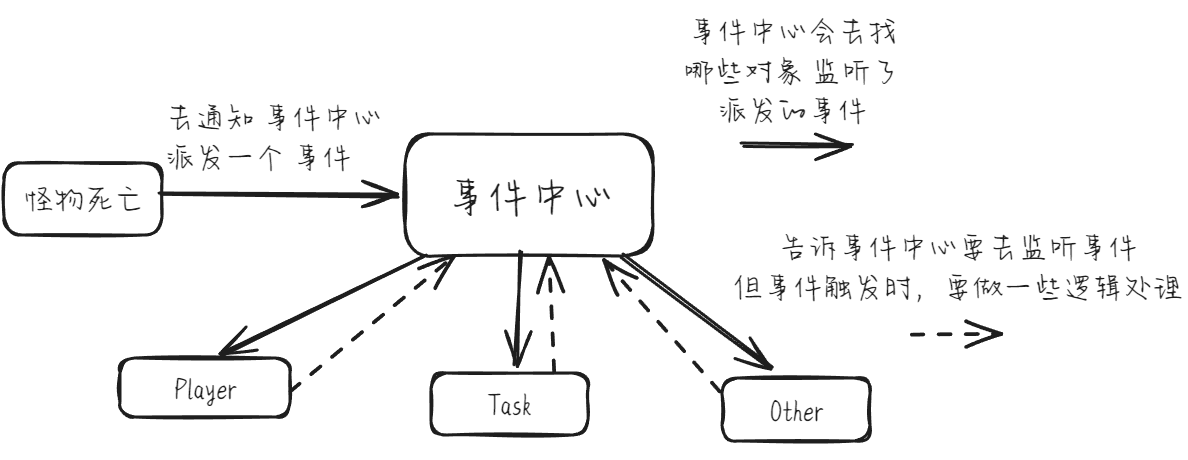 事件中心会去找
哪些对象 监听了
派发的事件
去通知 事件中心
派发一个 事件
怪物死亡
事件中心
告诉事件中心要去监听事件
但事件触发时，要做一些逻辑处理
Player
Task
Other